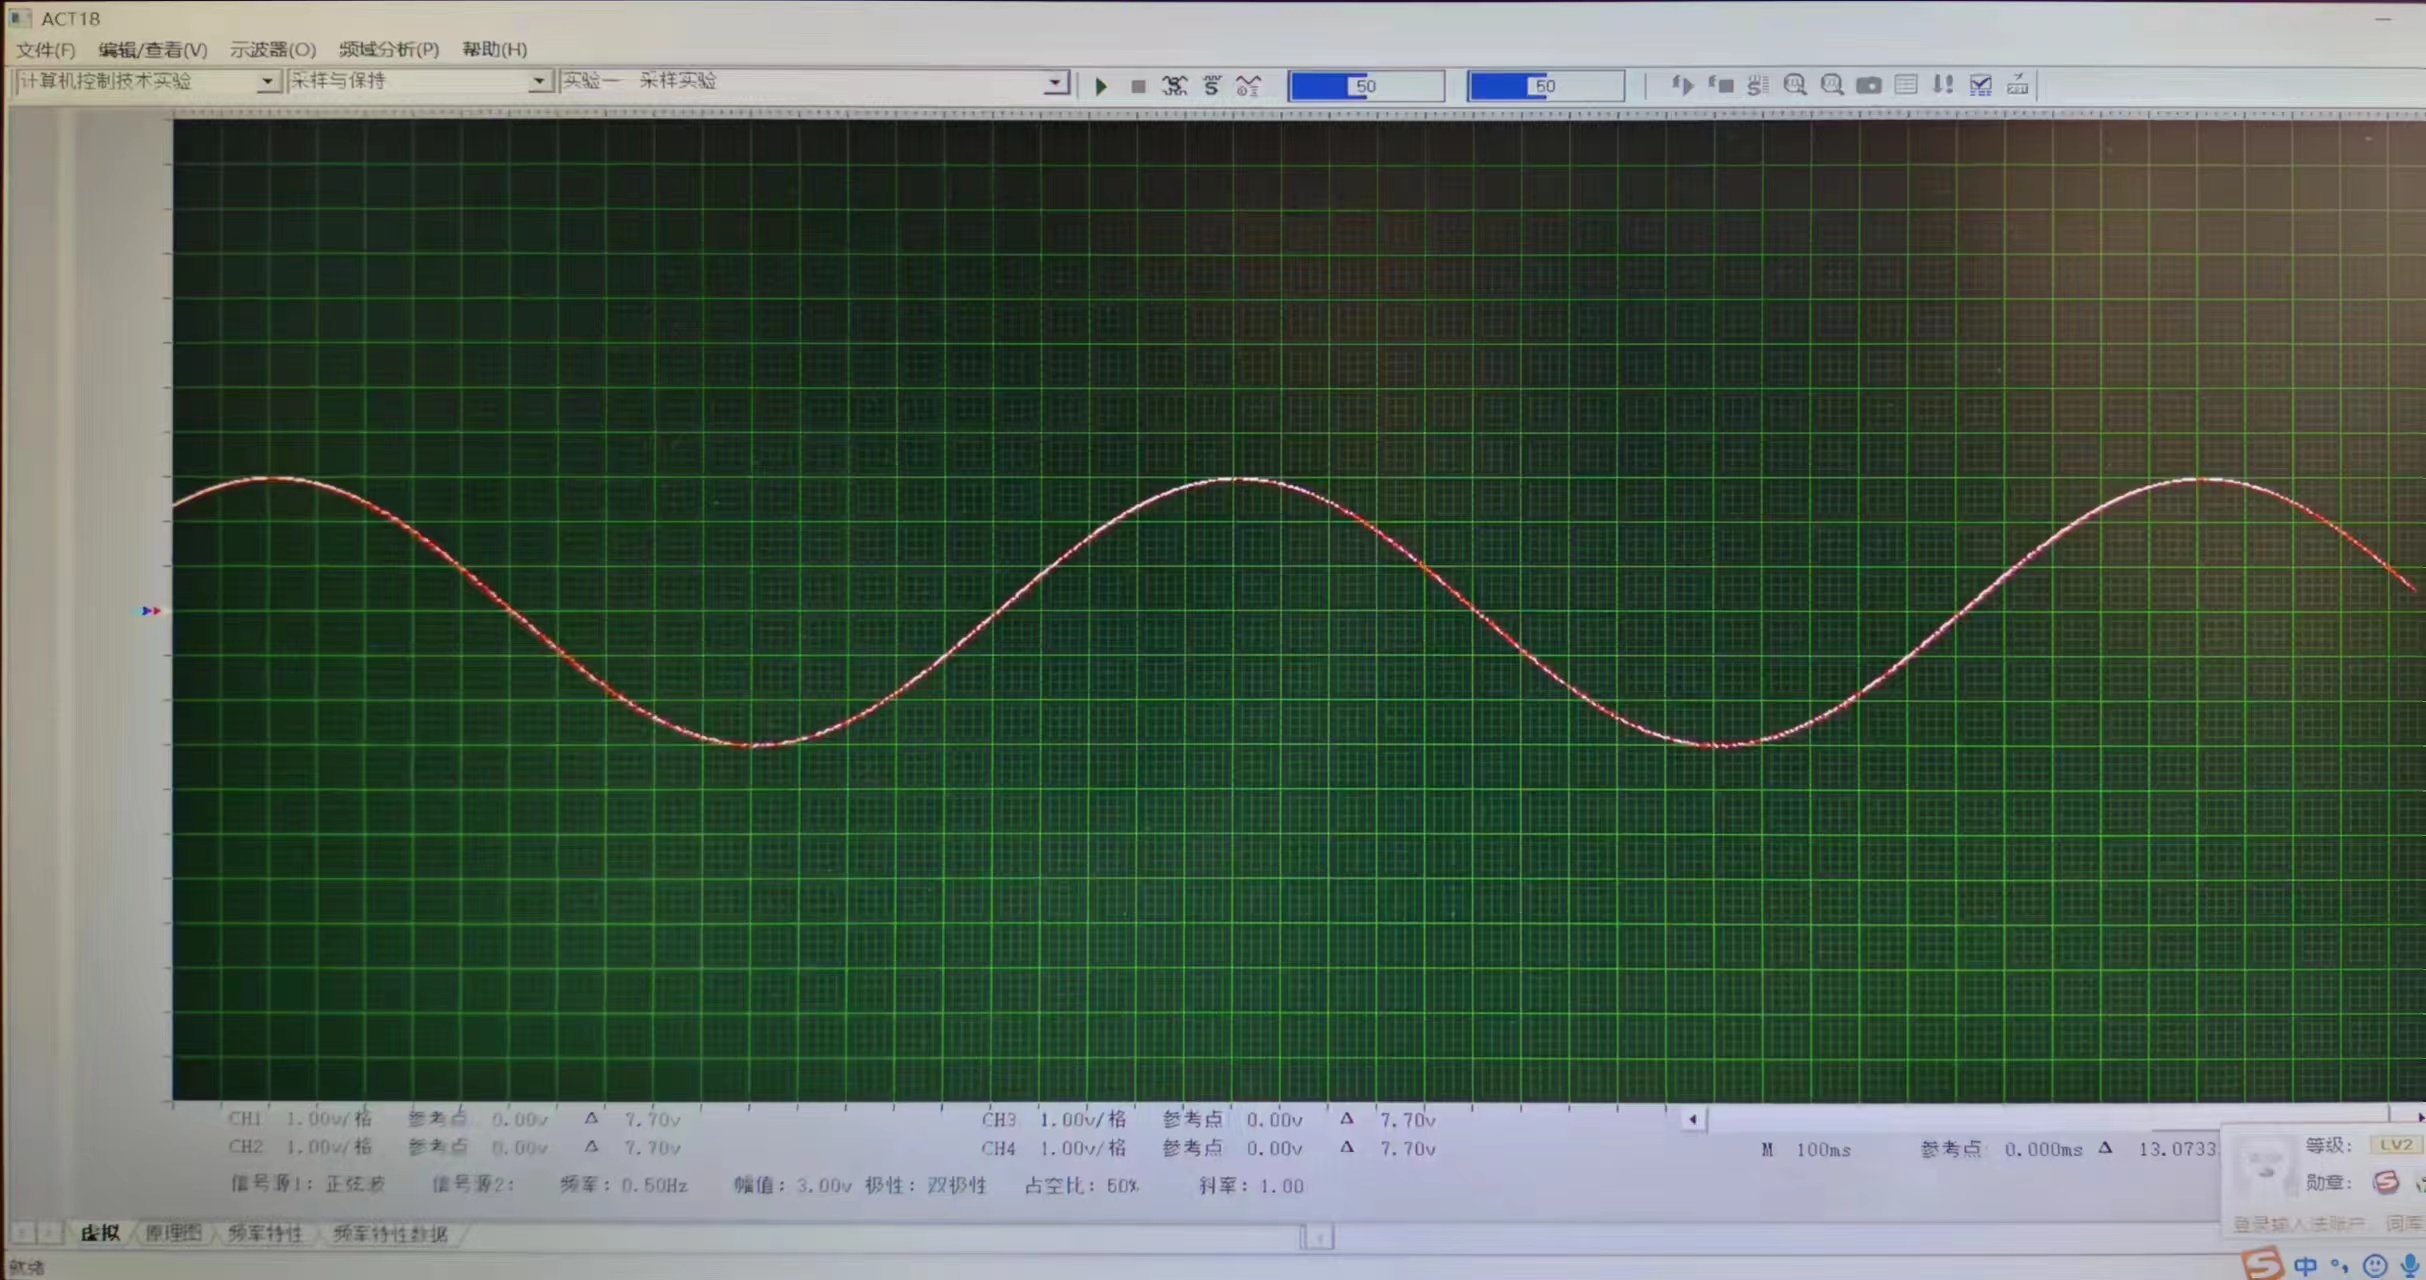 ACT18
文件(F) 编辑/查看(V) 示波器(O) 频域分析(P) 帮助(H)
计算机控制技术实验 采样与保持 实验一 采样实验 50 50
CH1 1.00v/格 参考点 0.00v Δ 7.70v CH3 1.00v/格 参考点 0.00v Δ 7.70v
CH2 1.00v/格 参考点 0.00v Δ 7.70v CH4 1.00v/格 参考点 0.00v Δ 7.70v M 100ms 参考点 0.000ms Δ 13.0733
信号源1: 正弦波 信号源2: 频率: 0.50Hz 幅值: 3.00v 极性: 双极性 占空比: 50% 斜率: 1.00
等级: LV2
勋章:
登录输入法账户
虚拟 原理图 频率特性 频率特性数据
就绪
中